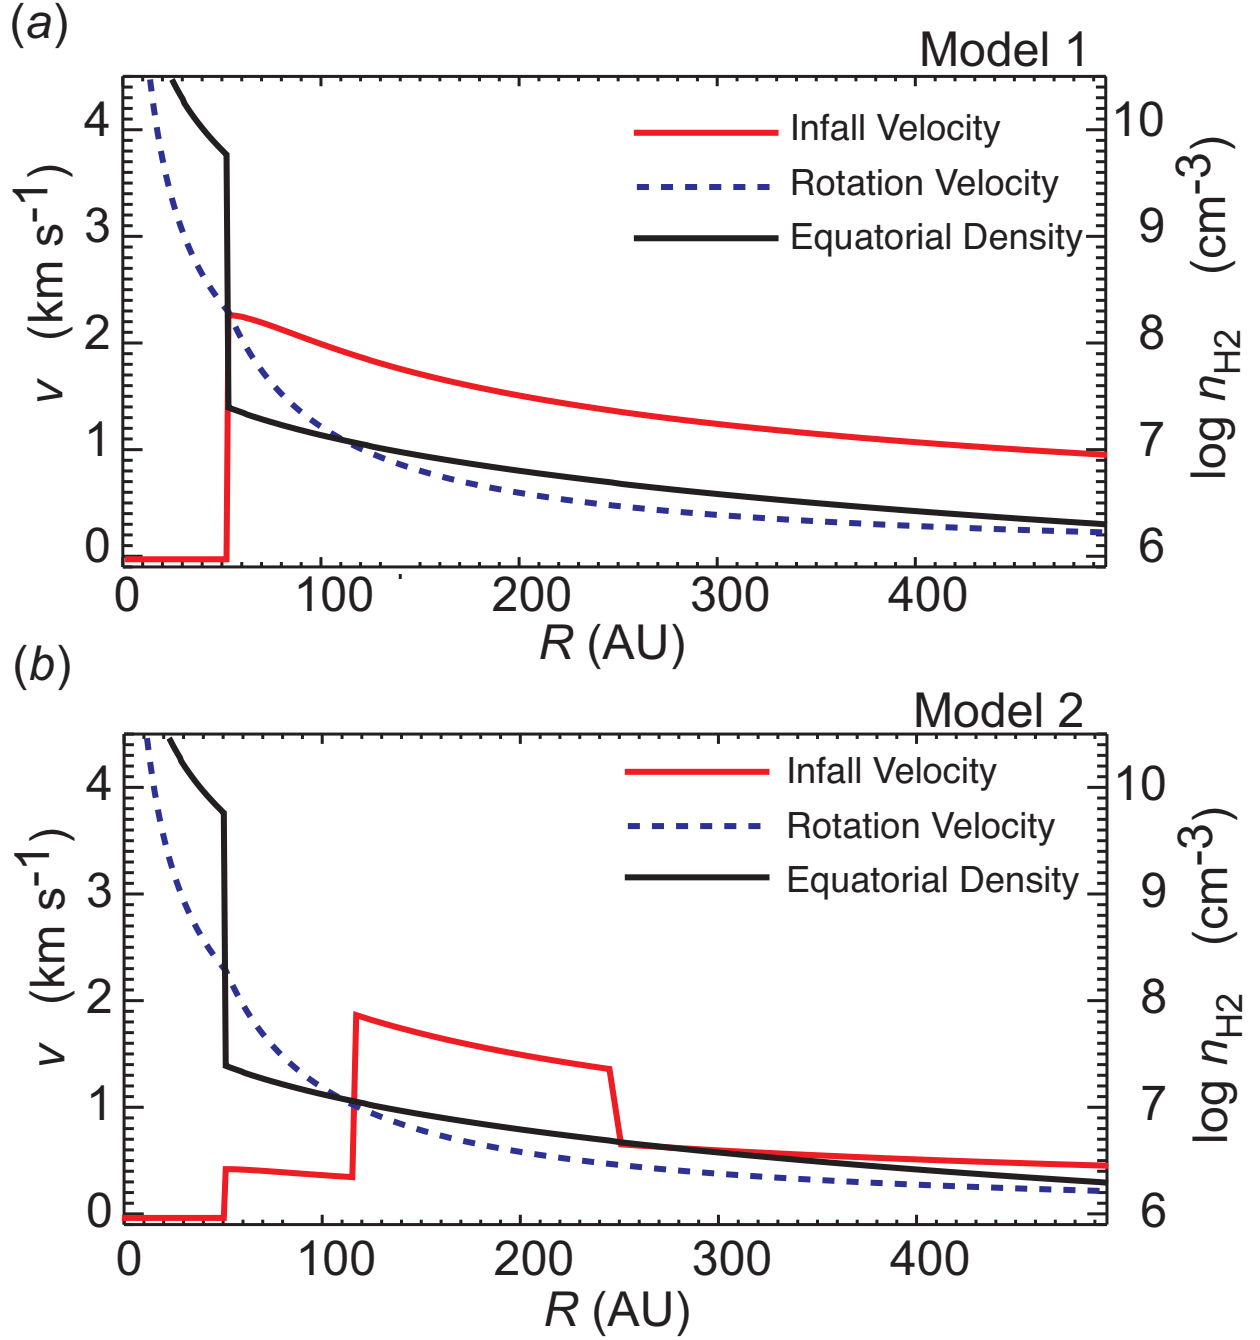 (a)
Model 1
Infall Velocity
Rotation Velocity
Equatorial Density
v (km s-1)
4
3
2
1
0
10
9
8
7
6
log nH2 (cm-3)
0 100 200 300 400
R (AU)
(b)
Model 2
Infall Velocity
Rotation Velocity
Equatorial Density
v (km s-1)
4
3
2
1
0
10
9
8
7
6
log nH2 (cm-3)
0 100 200 300 400
R (AU)